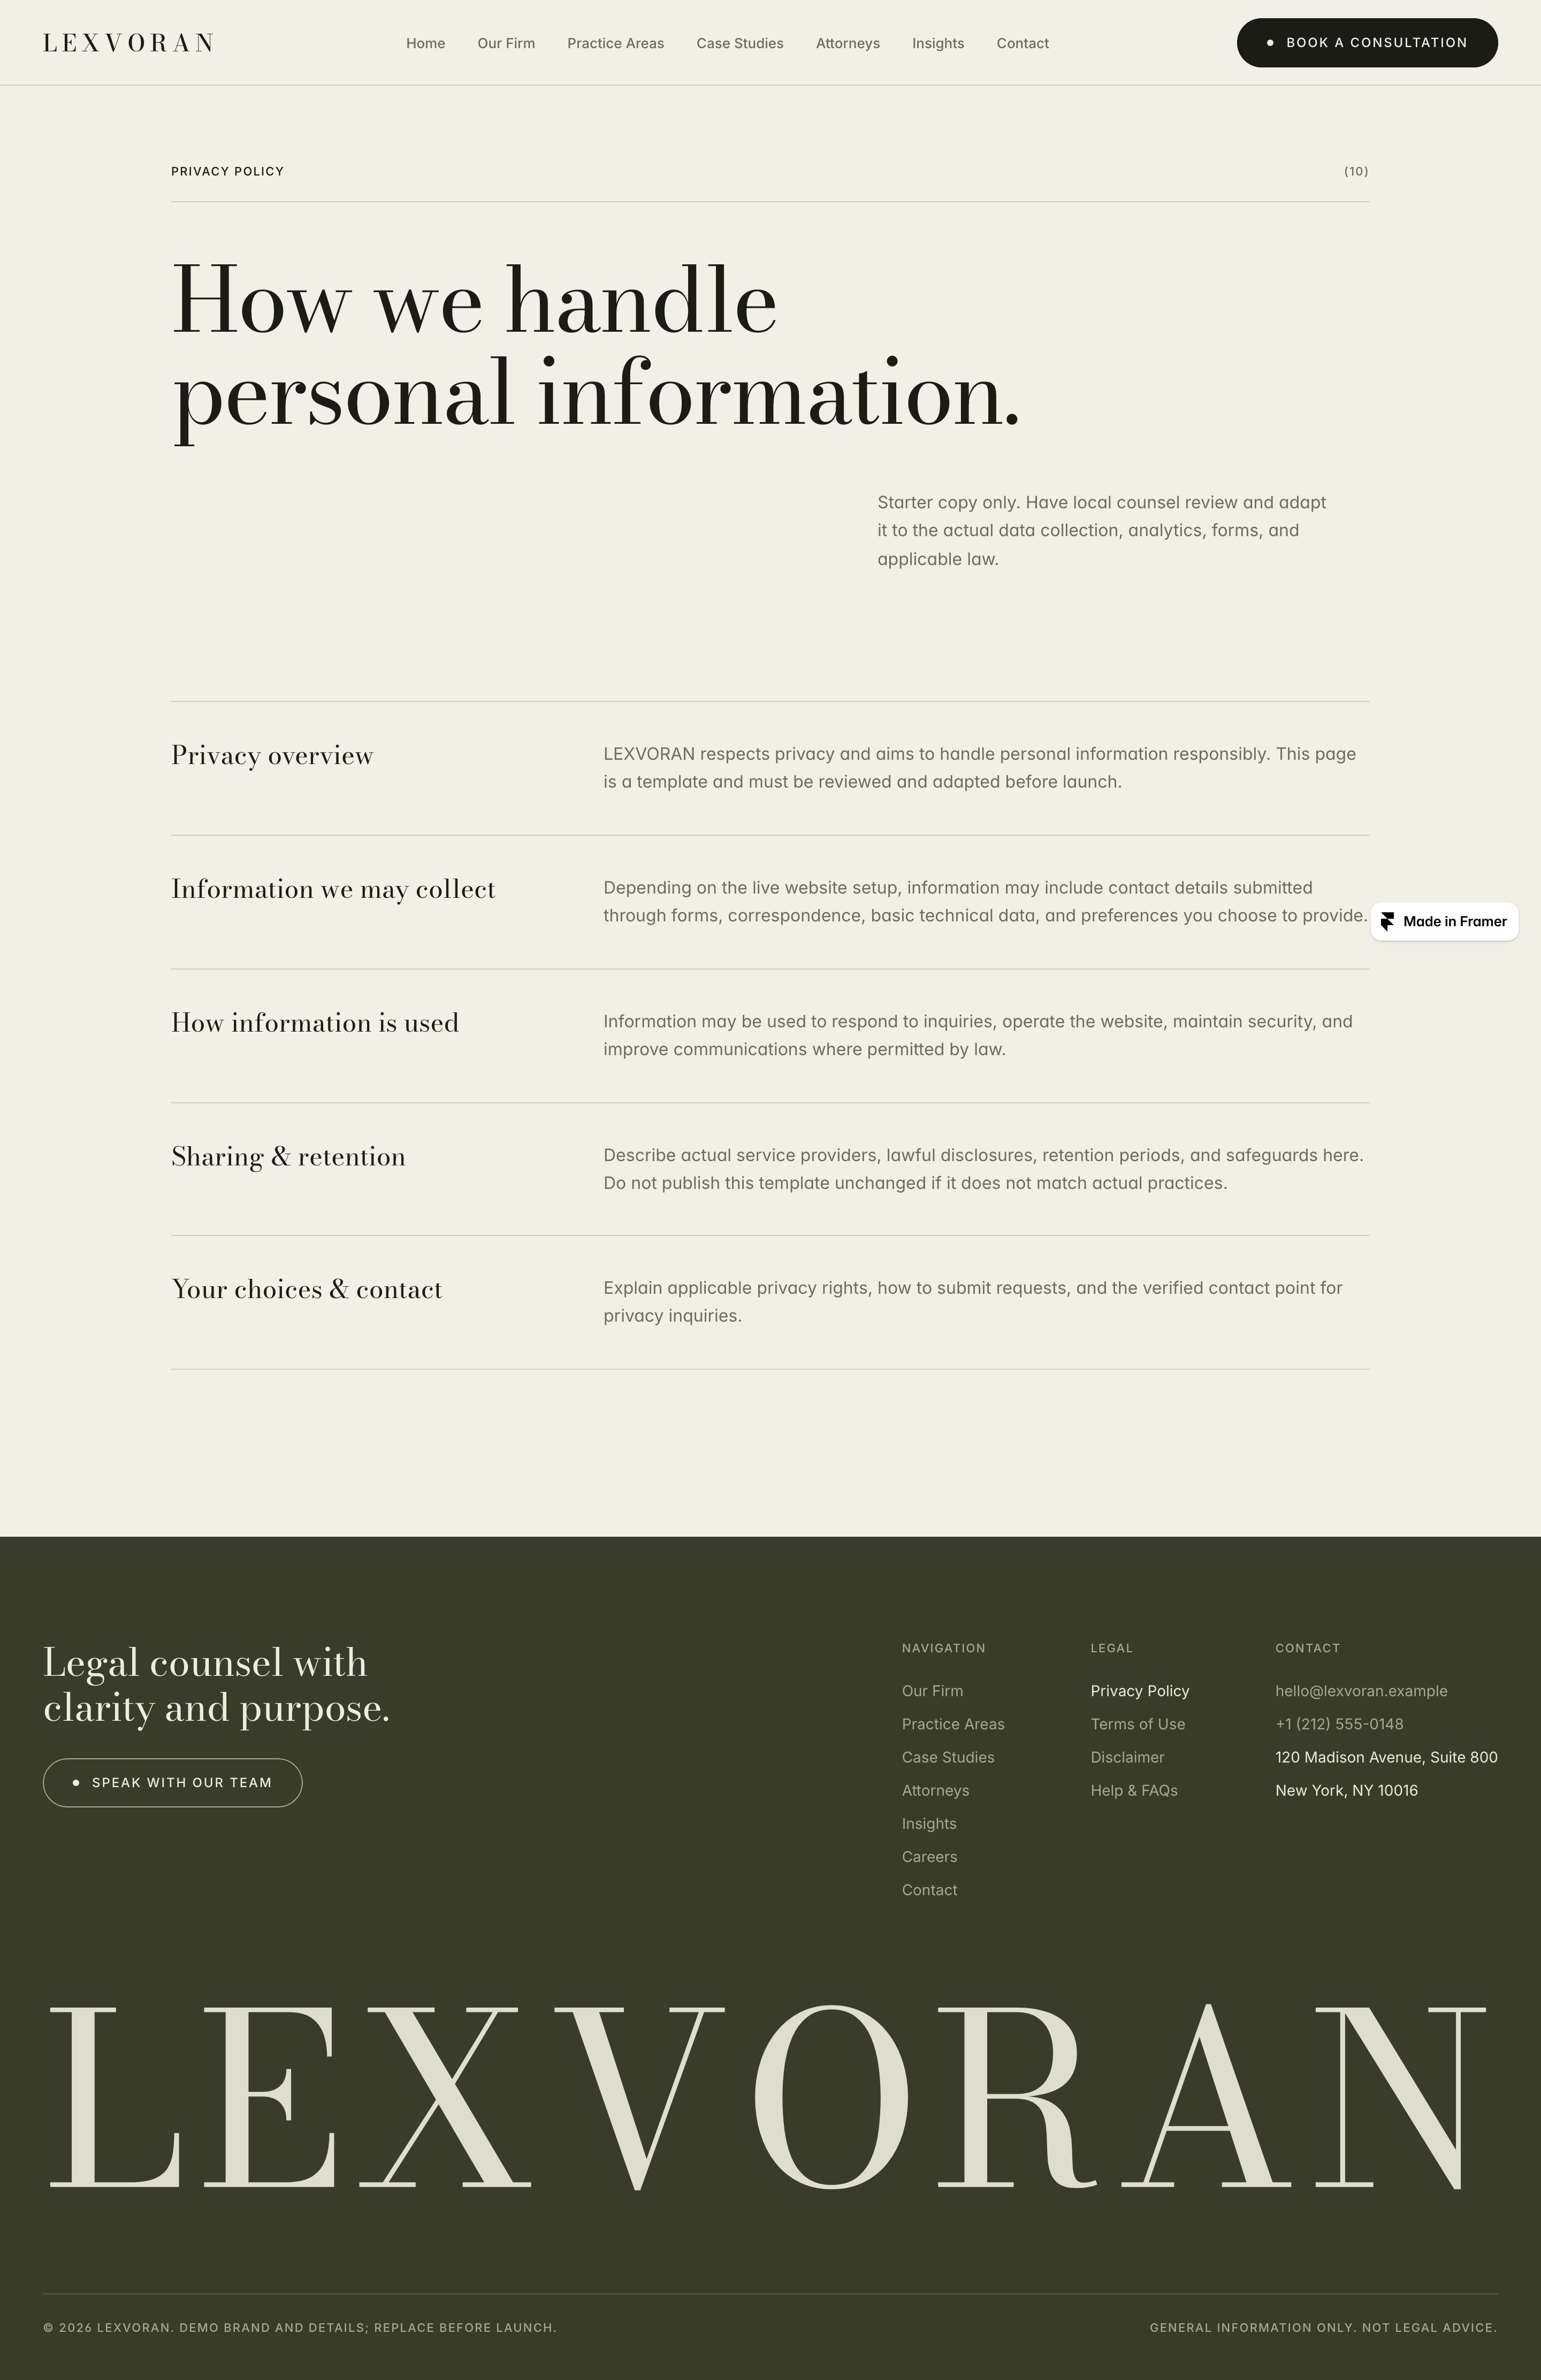 LEXVORAN
Home
Our Firm
Practice Areas
Case Studies
Attorneys
Insights
Contact
BOOK A CONSULTATION
PRIVACY POLICY
(10)
How we handle
personal information.
Starter copy only. Have local counsel review and adapt
it to the actual data collection, analytics, forms, and
applicable law.
Privacy overview
LEXVORAN respects privacy and aims to handle personal information responsibly. This page
is a template and must be reviewed and adapted before launch.
Information we may collect
Depending on the live website setup, information may include contact details submitted
through forms, correspondence, basic technical data, and preferences you choose to provide.
Made in Framer
How information is used
Information may be used to respond to inquiries, operate the website, maintain security, and
improve communications where permitted by law.
Sharing & retention
Describe actual service providers, lawful disclosures, retention periods, and safeguards here.
Do not publish this template unchanged if it does not match actual practices.
Your choices & contact
Explain applicable privacy rights, how to submit requests, and the verified contact point for
privacy inquiries.
Legal counsel with
clarity and purpose.
SPEAK WITH OUR TEAM
NAVIGATION
Our Firm
Practice Areas
Case Studies
Attorneys
Insights
Careers
Contact
LEGAL
Privacy Policy
Terms of Use
Disclaimer
Help & FAQs
CONTACT
hello@lexvoran.example
+1 (212) 555-0148
120 Madison Avenue, Suite 800
New York, NY 10016
LEXVORAN
© 2026 LEXVORAN. DEMO BRAND AND DETAILS; REPLACE BEFORE LAUNCH.
GENERAL INFORMATION ONLY. NOT LEGAL ADVICE.